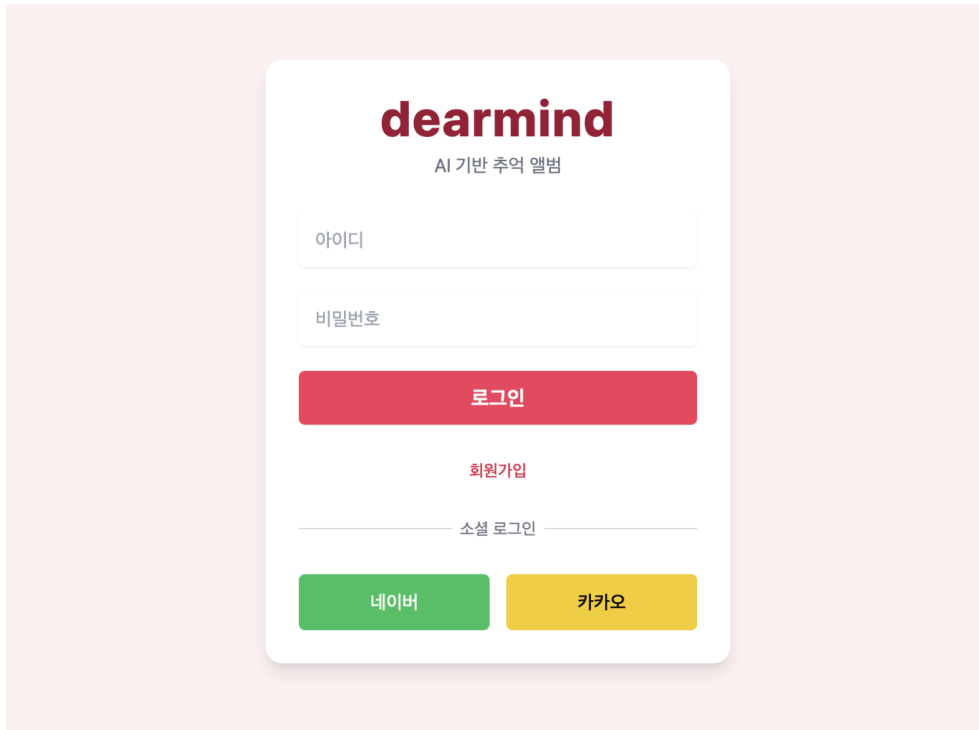 dearmind
AI 기반 추억 앨범
아이디
비밀번호
로그인
회원가입
소셜 로그인
네이버 카카오